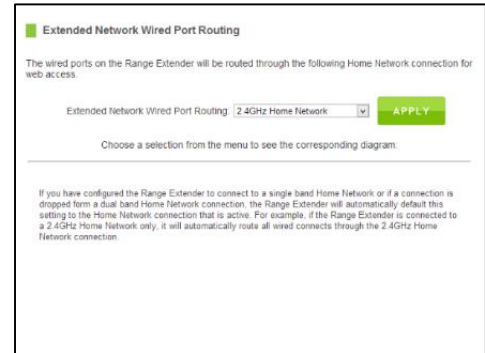 Extended Network Wired Port Routing
The wired ports on the Range Extender will be routed through the following Home Network connection for
web access.
Extended Network Wired Port Routing: 2.4GHz Home Network APPLY
Choose a selection from the menu to see the corresponding diagram.
If you have configured the Range Extender to connect to a single band Home Network or if a connection is
dropped form a dual band Home Network connection, the Range Extender will automatically default this
setting to the Home Network connection that is active. For example, if the Range Extender is connected to
a 2.4GHz Home Network only, it will automatically route all wired connects through the 2.4GHz Home
Network connection.